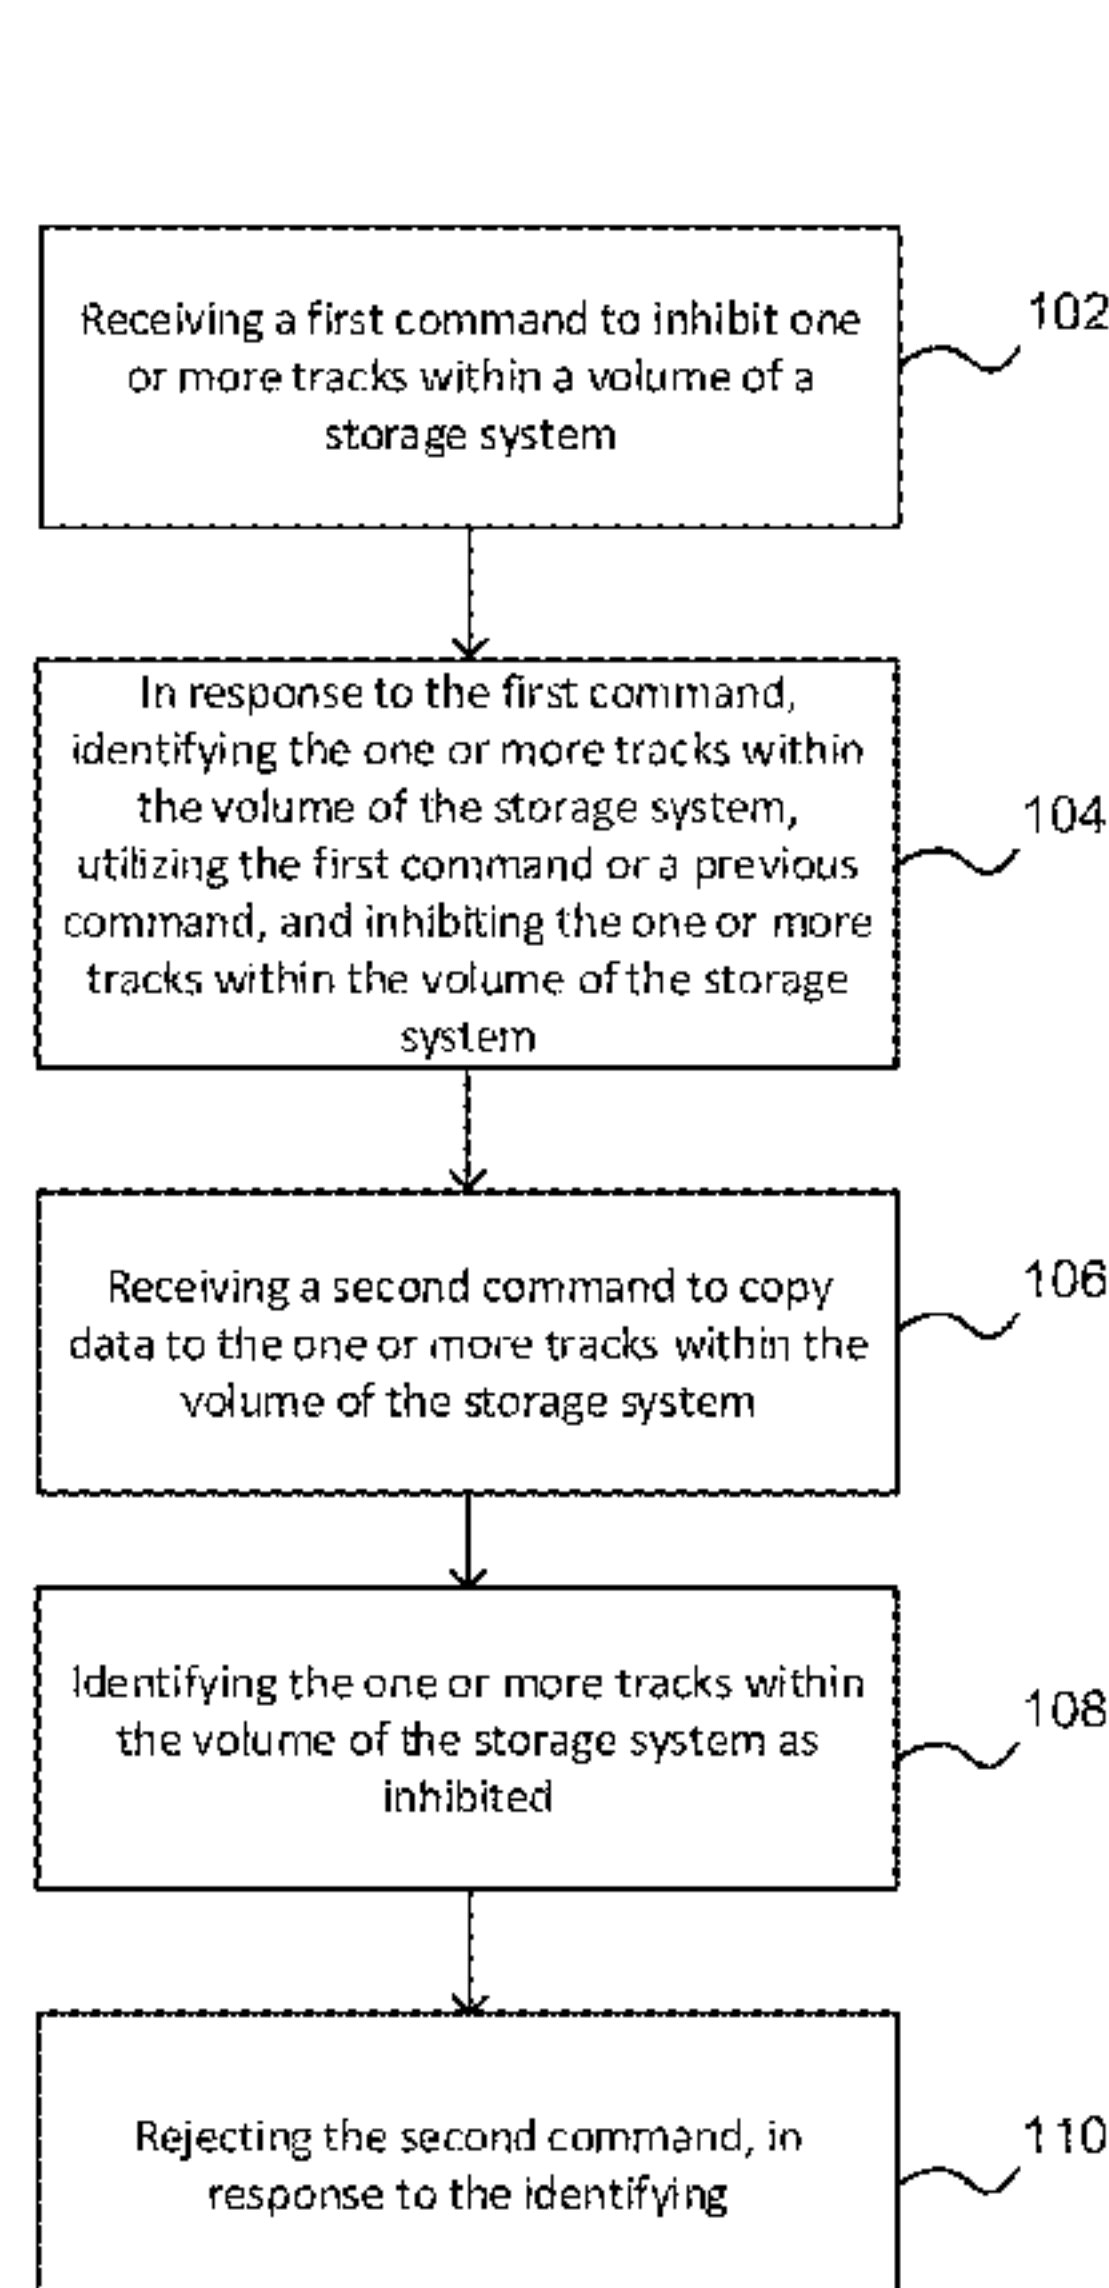 Receiving a first command to inhibit one
or more tracks within a volume of a
storage system
102
In response to the first command,
identifying the one or more tracks within
the volume of the storage system,
utilizing the first command or a previous
command, and inhibiting the one or more
tracks within the volume of the storage
system
104
Receiving a second command to copy
data to the one or more tracks within the
volume of the storage system
106
Identifying the one or more tracks within
the volume of the storage system as
inhibited
108
Rejecting the second command, in
response to the identifying
110